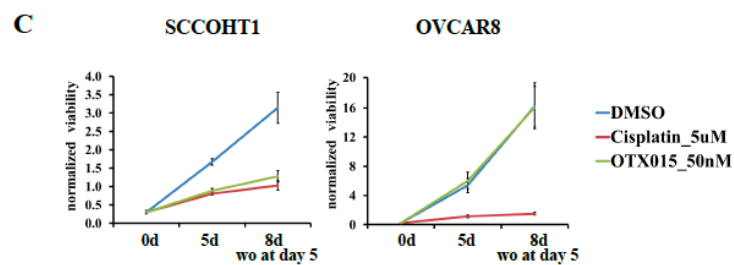 C
SCCOHT1
OVCAR8
normalized viability
4.0
3.5
3.0
2.5
2.0
1.5
1.0
0.5
0.0
0d 5d 8d
wo at day 5
normalized viability
20
16
12
8
4
0
0d 5d 8d
wo at day 5
DMSO
Cisplatin_5uM
OTX015_50nM